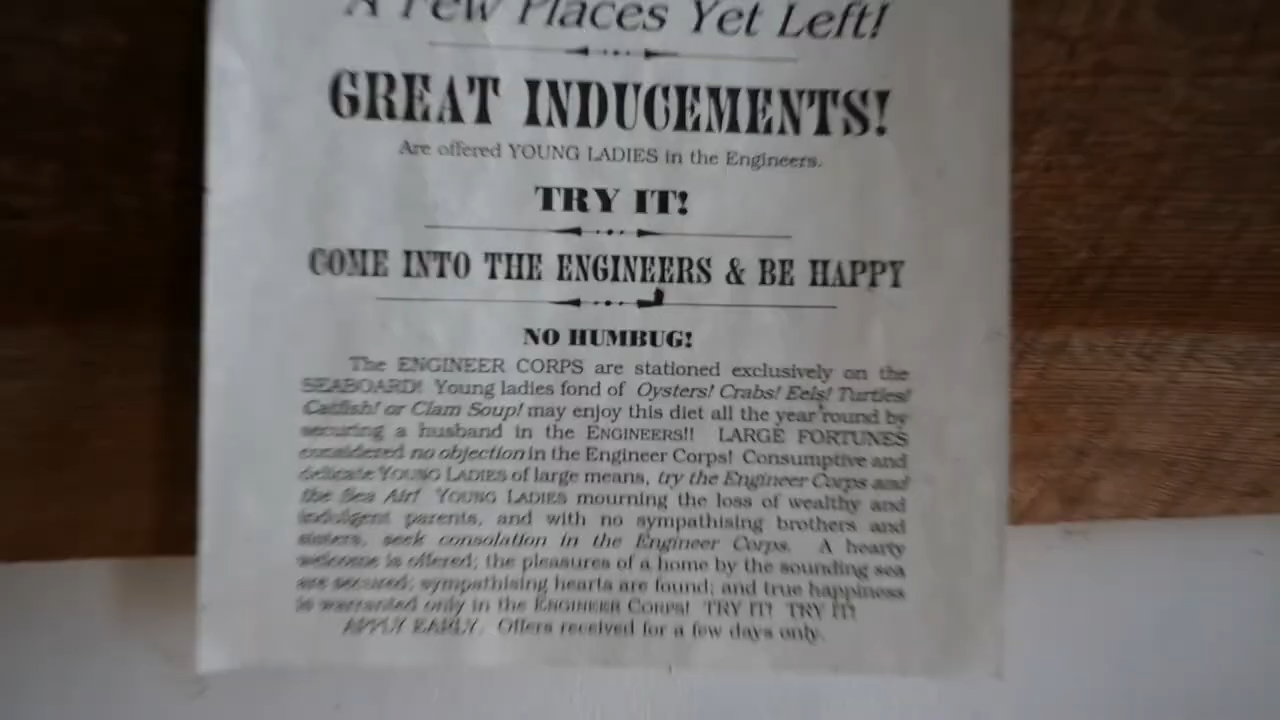 A Few Places Yet Left!
GREAT INDUCEMENTS!
Are offered YOUNG LADIES in the Engineers.
TRY IT!
COME INTO THE ENGINEERS & BE HAPPY
NO HUMBUG!
The ENGINEER CORPS are stationed exclusively on the
SEABOARD! Young ladies fond of Oysters! Crabs! Eels! Turtles!
Catfish! or Clam Soup! may enjoy this diet all the year round by
securing a husband in the ENGINEERS!! LARGE FORTUNES
considered no objection in the Engineer Corps! Consumptive and
delicate YOUNG LADIES of large means, try the Engineer Corps and
the Sea Air! YOUNG LADIES mourning the loss of wealthy and
indulgent parents, and with no sympathising brothers and
sisters, seek consolation in the Engineer Corps. A hearty
welcome is offered; the pleasures of a home by the sounding sea
are secured; sympathising hearts are found; and true happiness
is warranted only in the ENGINEER CORPS! TRY IT! TRY IT!
APPLY EARLY. Offers received for a few days only.